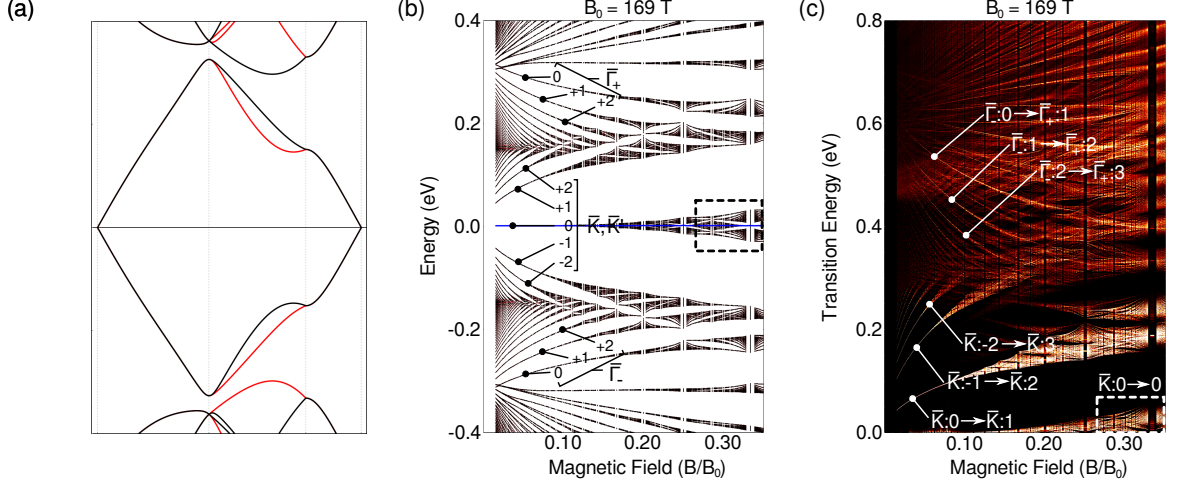 (a)
(b)
B₀ = 169 T
Energy (eV)
0.4
0.2
0.0
-0.2
-0.4
0
+1
+2
Γ̄₊
+2
+1
0
-1
-2
K̄, K̄'
+2
+1
0
Γ̄₋
0.10
0.20
0.30
Magnetic Field (B/B₀)
(c)
B₀ = 169 T
Transition Energy (eV)
0.8
0.6
0.4
0.2
0.0
Γ̄₋:0→Γ̄₊:1
Γ̄₋:1→Γ̄₊:2
Γ̄₋:2→Γ̄₊:3
K̄:-2→K̄:3
K̄:-1→K̄:2
K̄:0→0
K̄:0→K̄:1
0.10
0.20
0.30
Magnetic Field (B/B₀)